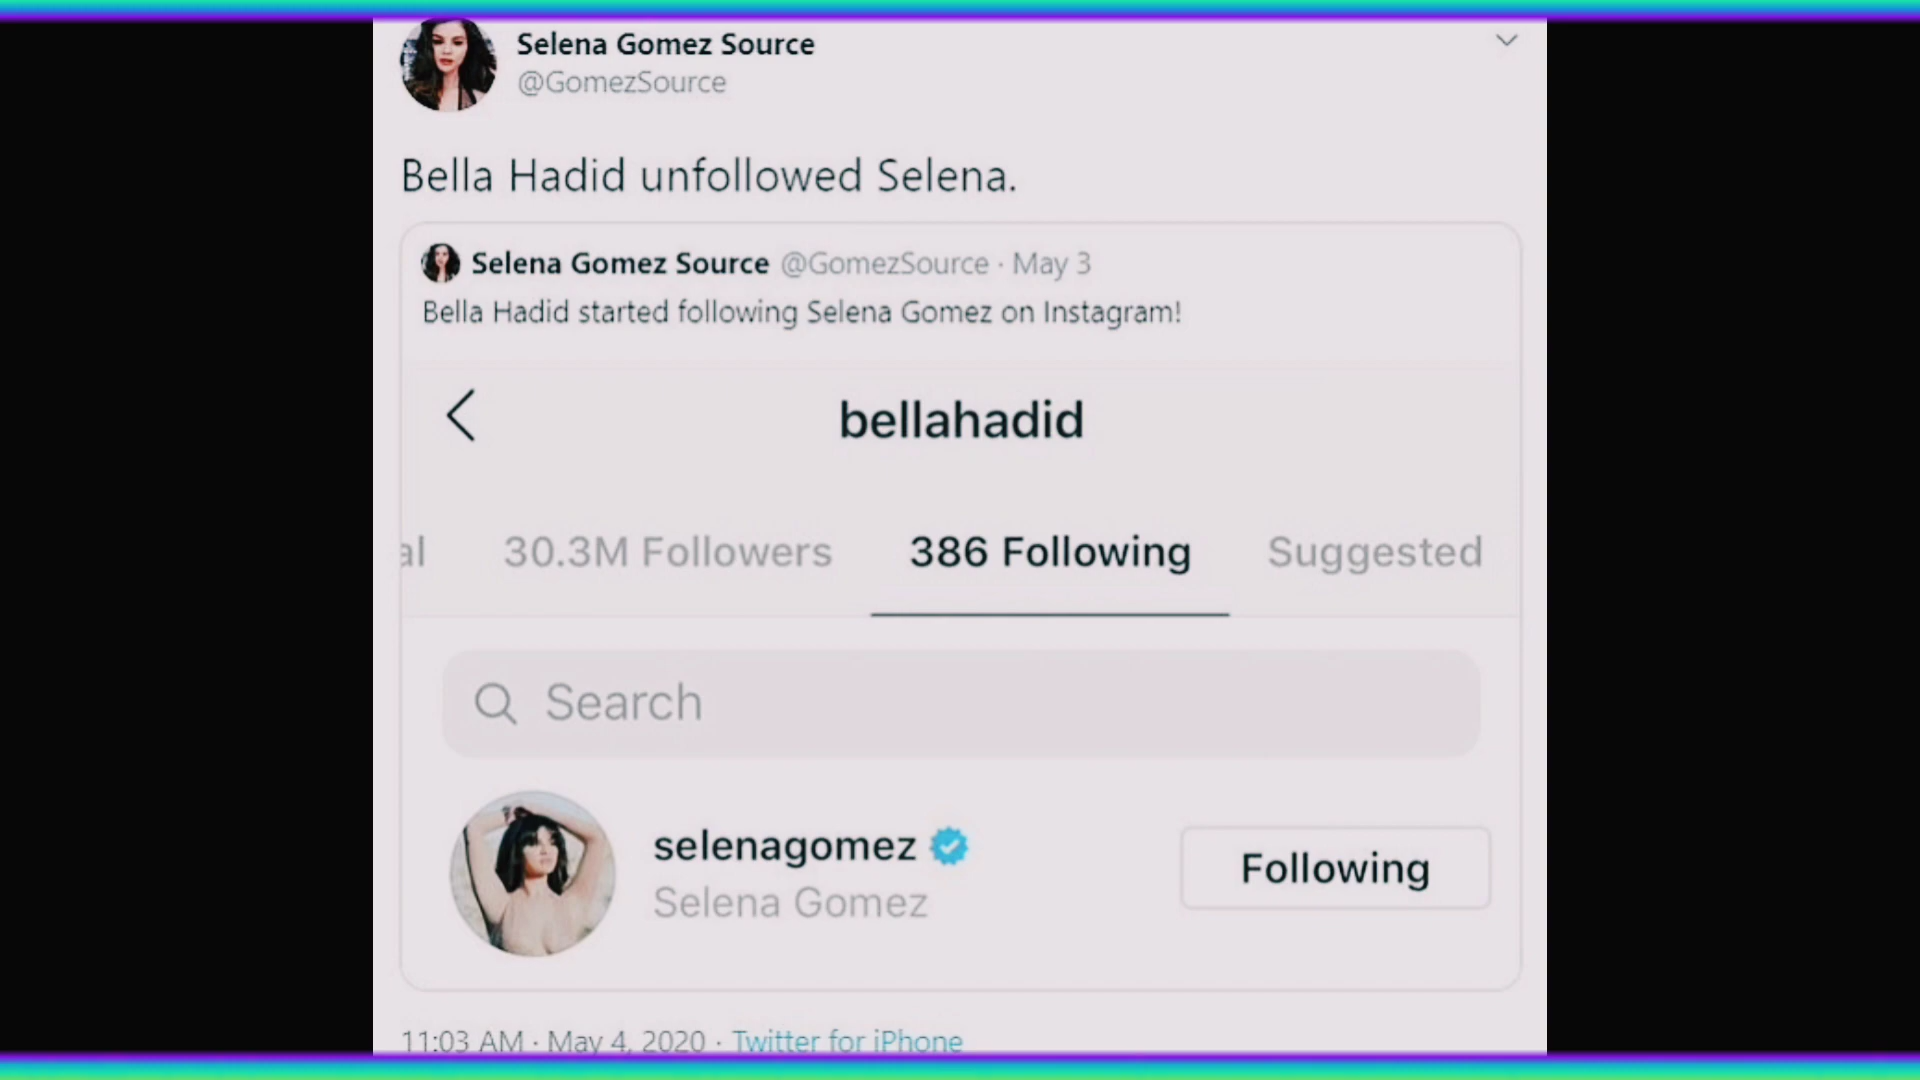 Selena Gomez Source
@GomezSource
Bella Hadid unfollowed Selena.
Selena Gomez Source @GomezSource · May 3
Bella Hadid started following Selena Gomez on Instagram!
bellahadid
al 30.3M Followers 386 Following Suggested
Search
selenagomez
Selena Gomez
Following
11:03 AM · May 4, 2020 · Twitter for iPhone